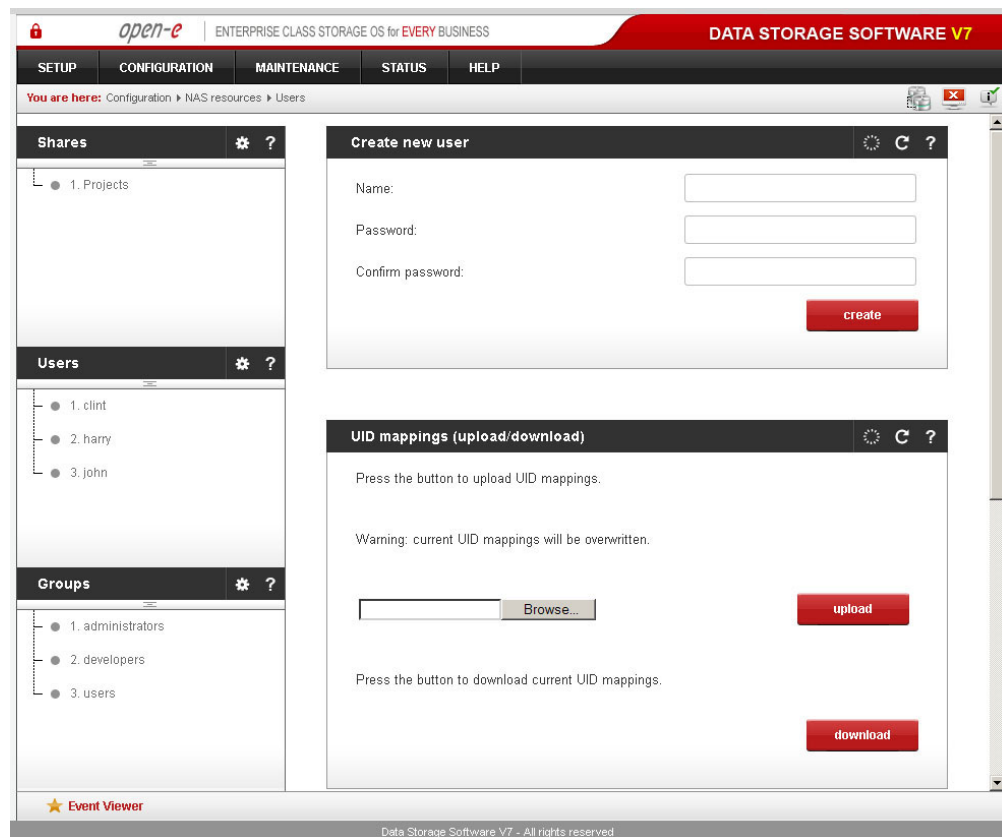 open-e ENTERPRISE CLASS STORAGE OS for EVERY BUSINESS DATA STORAGE SOFTWARE V7
SETUP CONFIGURATION MAINTENANCE STATUS HELP
You are here: Configuration NAS resources Users
Shares ?
1. Projects
Users ?
1. clint
2. harry
3. john
Groups ?
1. administrators
2. developers
3. users
Create new user ?
Name:
Password:
Confirm password:
create
UID mappings (upload/download) ?
Press the button to upload UID mappings.
Warning: current UID mappings will be overwritten.
Browse... upload
Press the button to download current UID mappings.
download
Event Viewer
Data Storage Software V7 - All rights reserved